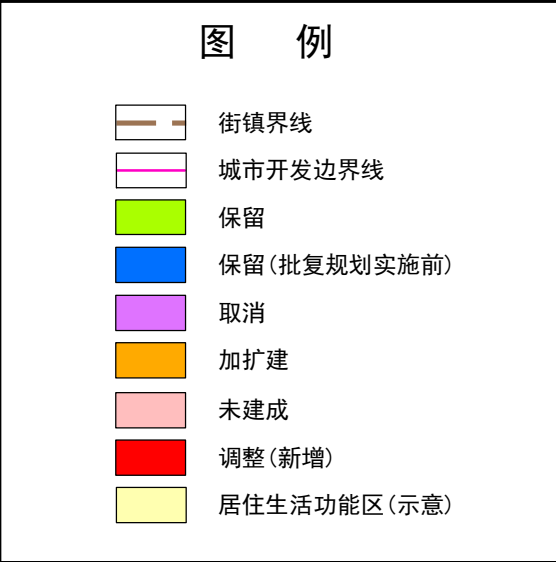 图 例
街镇界线
城市开发边界线
保留
保留(批复规划实施前)
取消
加扩建
未建成
调整(新增)
居住生活功能区(示意)